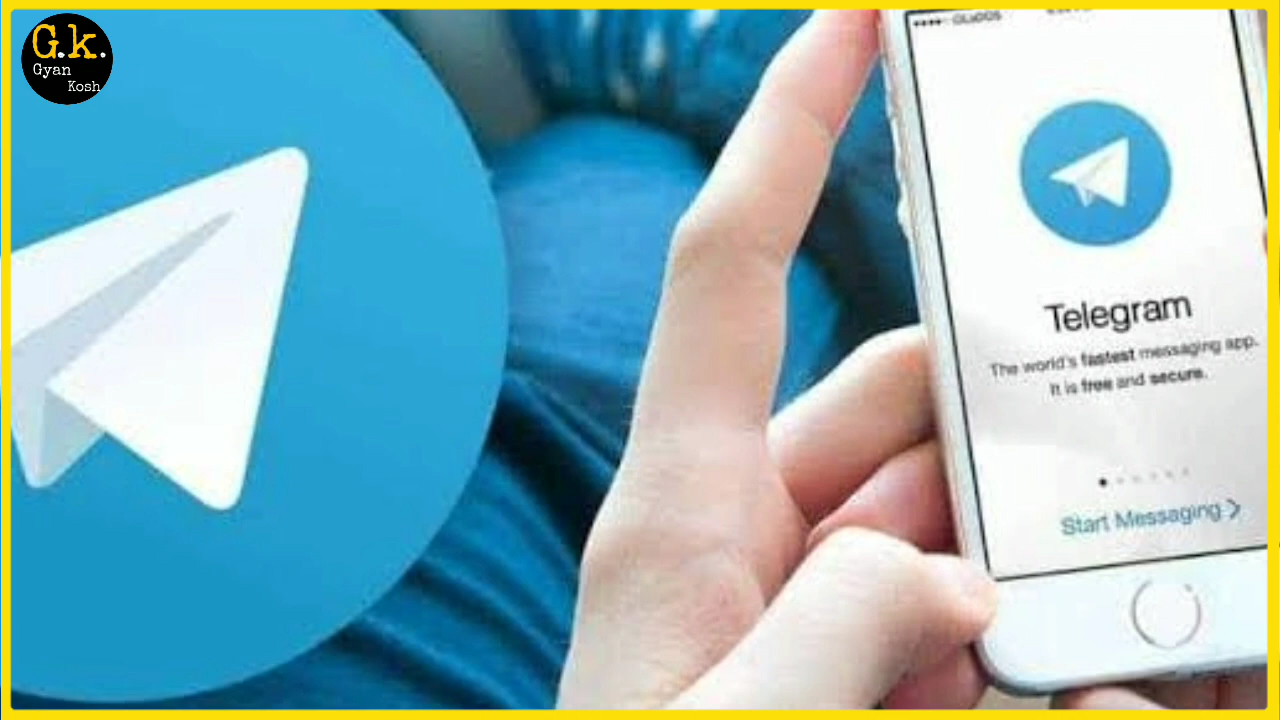 G.k.
Gyan
Kosh
Telegram
The world's fastest messaging app.
It is free and secure.
Start Messaging